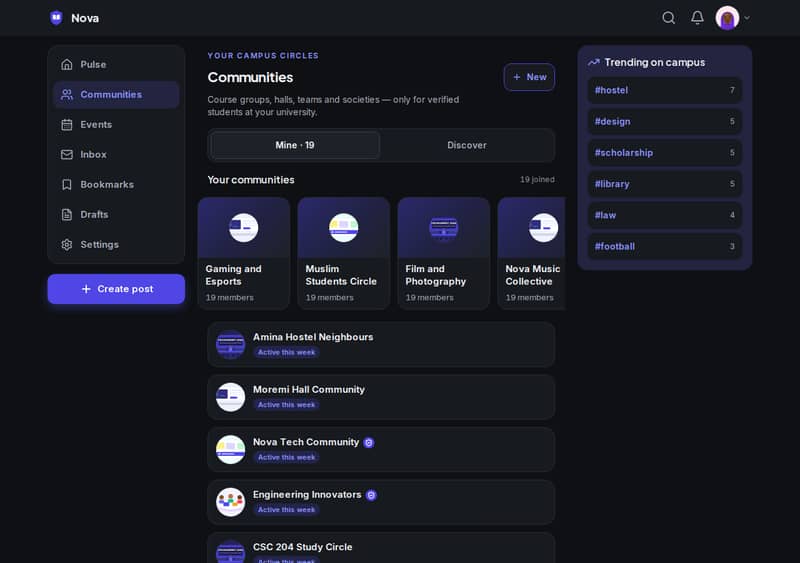 Nova
Pulse
Communities
Events
Inbox
Bookmarks
Drafts
Settings
Create post
YOUR CAMPUS CIRCLES
Communities
New
Course groups, halls, teams and societies — only for verified
students at your university.
Mine · 19
Discover
Your communities
19 joined
Gaming and
Esports
19 members
Muslim
Students Circle
19 members
Film and
Photography
19 members
Nova Music
Collective
19 members
Amina Hostel Neighbours
Active this week
Moremi Hall Community
Active this week
Nova Tech Community
Active this week
Engineering Innovators
Active this week
CSC 204 Study Circle
Trending on campus
#hostel 7
#design 5
#scholarship 5
#library 5
#law 4
#football 3